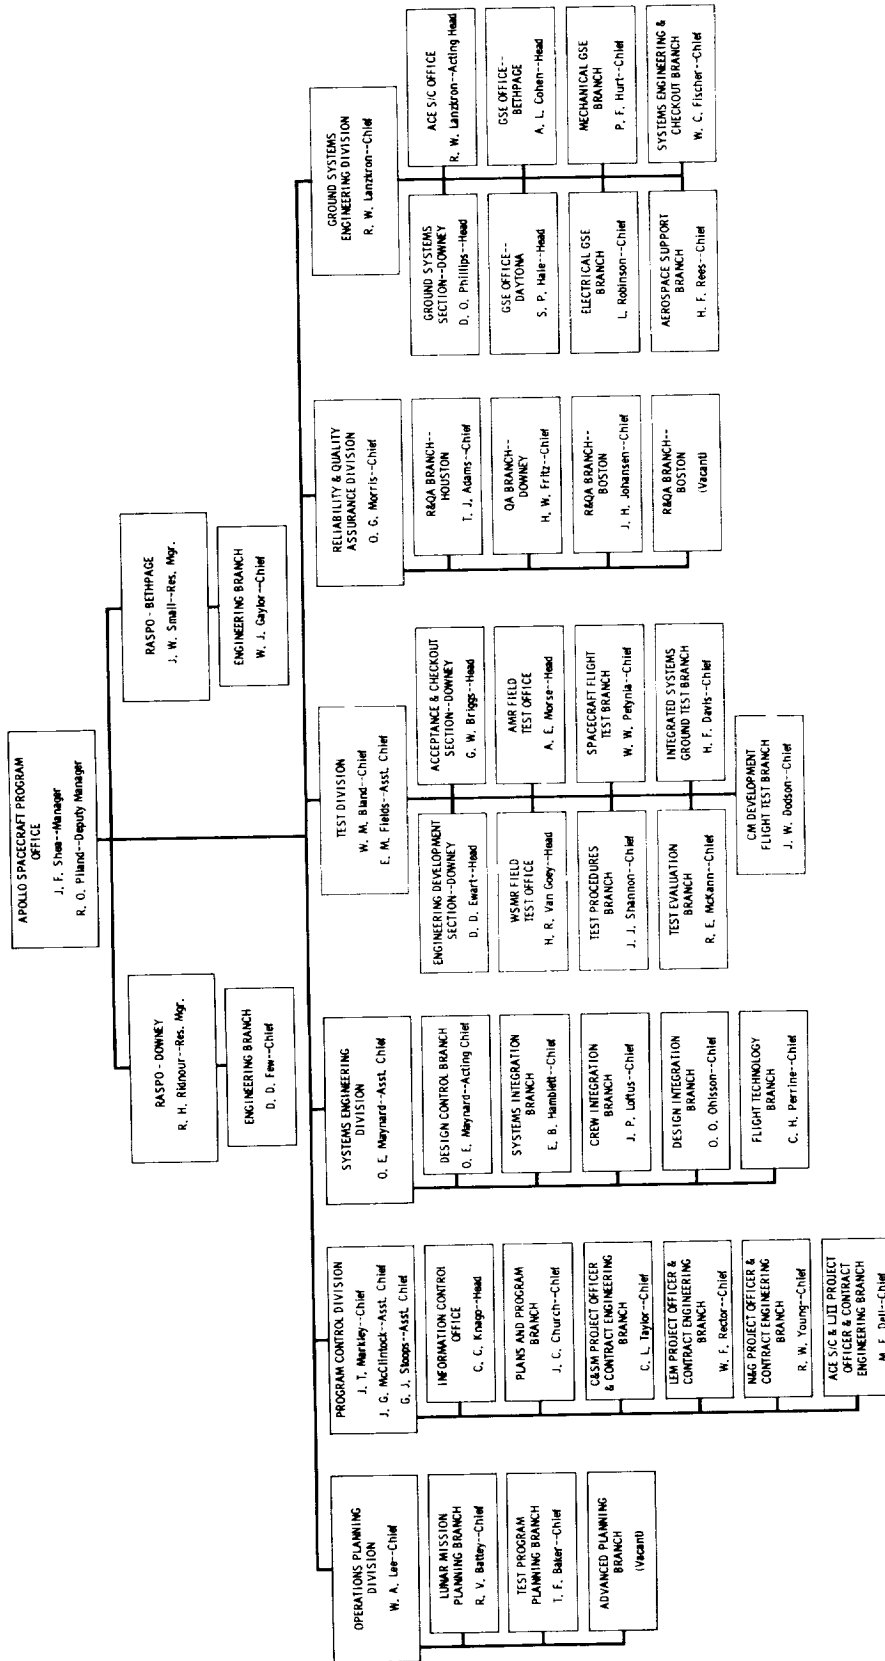 APOLLO SPACECRAFT PROGRAM
OFFICE
J. F. Shea--Manager
R. O. Piland--Deputy Manager
RASPO - DOWNEY
R. H. Ridnour--Res. Mgr.
ENGINEERING BRANCH
D. D. Few--Chief
RASPO - BETHPAGE
J. W. Small--Res. Mgr.
ENGINEERING BRANCH
W. J. Gaylor--Chief
OPERATIONS PLANNING
DIVISION
W. A. Lee--Chief
LUNAR MISSION
PLANNING BRANCH
R. V. Battey--Chief
TEST PROGRAM
PLANNING BRANCH
T. F. Baker--Chief
ADVANCED PLANNING
BRANCH
(Vacant)
PROGRAM CONTROL DIVISION
J. T. Markley--Chief
J. G. McClintock--Asst. Chief
G. J. Stoops--Asst. Chief
INFORMATION CONTROL
OFFICE
C. C. Knago--Head
PLANS AND PROGRAM
BRANCH
J. C. Church--Chief
C&SM PROJECT OFFICER
& CONTRACT ENGINEERING
BRANCH
C. L. Taylor--Chief
LEM PROJECT OFFICER &
CONTRACT ENGINEERING
BRANCH
W. F. Rector--Chief
N&G PROJECT OFFICER &
CONTRACT ENGINEERING
BRANCH
R. W. Young--Chief
ACE S/C & LJII PROJECT
OFFICER & CONTRACT
ENGINEERING BRANCH
M. F. Dell--Chief
SYSTEMS ENGINEERING
DIVISION
O. E. Maynard--Asst. Chief
DESIGN CONTROL BRANCH
O. E. Maynard--Acting Chief
SYSTEMS INTEGRATION
BRANCH
E. B. Hamblett--Chief
CREW INTEGRATION
BRANCH
J. P. Loftus--Chief
DESIGN INTEGRATION
BRANCH
O. O. Ohlsson--Chief
FLIGHT TECHNOLOGY
BRANCH
C. H. Perrine--Chief
TEST DIVISION
W. M. Bland--Chief
E. M. Fields--Asst. Chief
ENGINEERING DEVELOPMENT
SECTION--DOWNEY
D. D. Ewart--Head
ACCEPTANCE & CHECKOUT
SECTION--DOWNEY
G. W. Briggs--Head
WSMR FIELD
TEST OFFICE
H. R. Van Goey--Head
AMR FIELD
TEST OFFICE
A. E. Morse--Head
TEST PROCEDURES
BRANCH
J. J. Shannon--Chief
SPACECRAFT FLIGHT
TEST BRANCH
W. W. Petynia--Chief
TEST EVALUATION
BRANCH
R. E. McKann--Chief
INTEGRATED SYSTEMS
GROUND TEST BRANCH
H. F. Davis--Chief
CM DEVELOPMENT
FLIGHT TEST BRANCH
J. W. Dodson--Chief
RELIABILITY & QUALITY
ASSURANCE DIVISION
O. G. Morris--Chief
R&QA BRANCH--
HOUSTON
T. J. Adams--Chief
QA BRANCH--
DOWNEY
H. W. Fritz--Chief
R&QA BRANCH--
BOSTON
J. H. Johansen--Chief
R&QA BRANCH--
BOSTON
(Vacant)
GROUND SYSTEMS
ENGINEERING DIVISION
R. W. Lanzkron--Chief
GROUND SYSTEMS
SECTION--DOWNEY
D. O. Phillips--Head
ACE S/C OFFICE
R. W. Lanzkron--Acting Head
GSE OFFICE--
DAYTONA
S. P. Hale--Head
GSE OFFICE--
BETHPAGE
A. L. Cohen--Head
ELECTRICAL GSE
BRANCH
L. Robinson--Chief
MECHANICAL GSE
BRANCH
P. F. Hurt--Chief
AEROSPACE SUPPORT
BRANCH
H. F. Rees--Chief
SYSTEMS ENGINEERING &
CHECKOUT BRANCH
W. C. Fischer--Chief